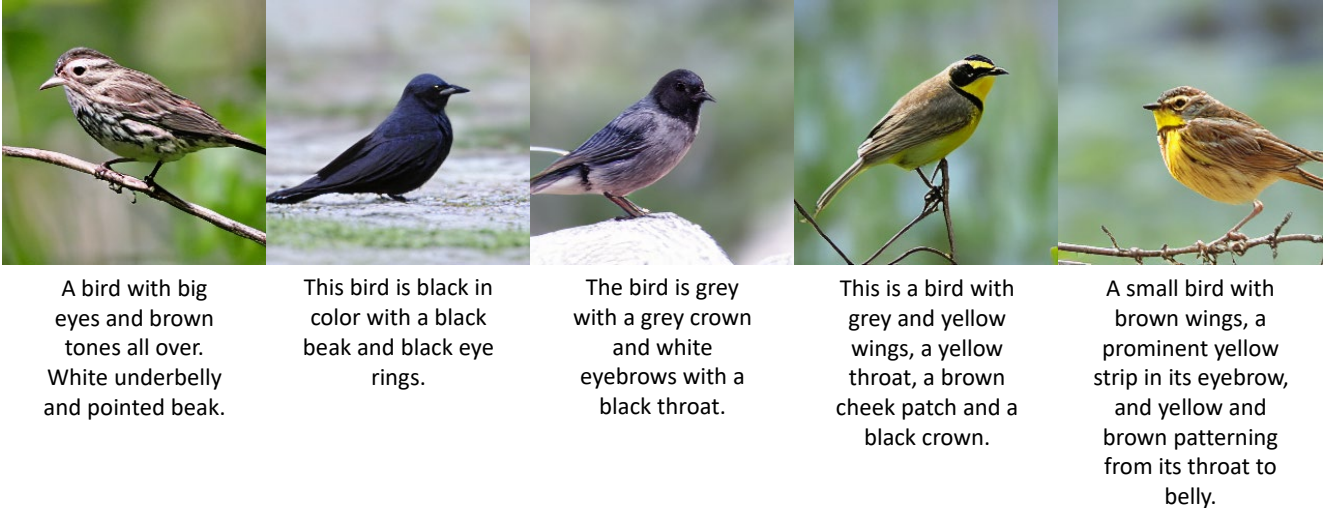 A bird with big
eyes and brown
tones all over.
White underbelly
and pointed beak.
This bird is black in
color with a black
beak and black eye
rings.
The bird is grey
with a grey crown
and white
eyebrows with a
black throat.
This is a bird with
grey and yellow
wings, a yellow
throat, a brown
cheek patch and a
black crown.
A small bird with
brown wings, a
prominent yellow
strip in its eyebrow,
and yellow and
brown patterning
from its throat to
belly.